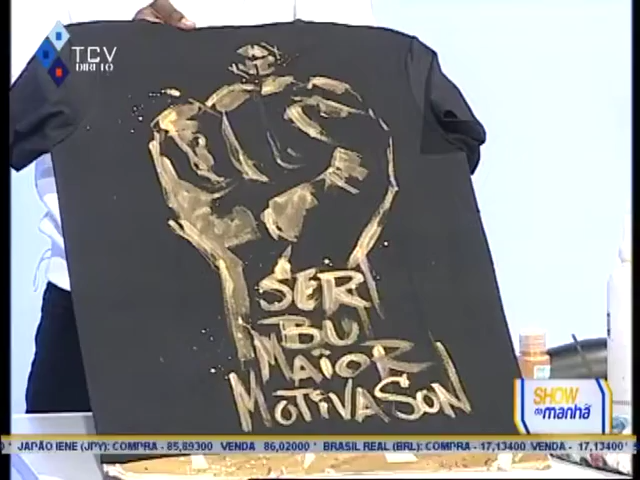 TCV
DIRETO
SER
BU
MAIOR
MOTIVASON
SHOW
da manhã
JAPÃO IENE (JPY): COMPRA - 85,89300 VENDA 86,02000 * BRASIL REAL (BRL): COMPRA - 17,13400 VENDA - 17,13400 *